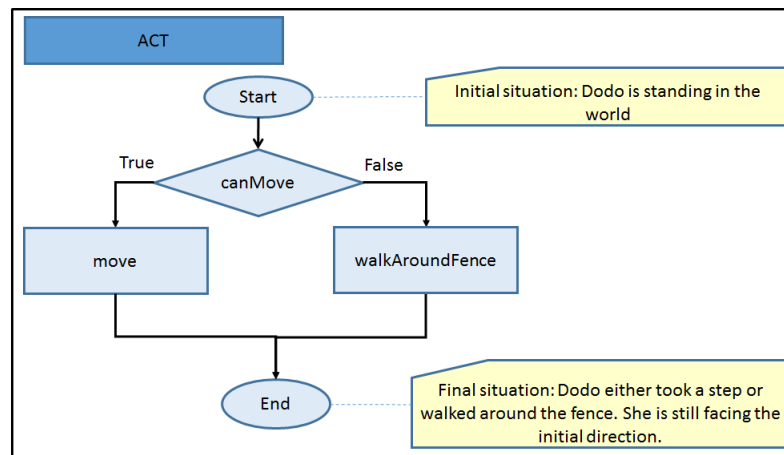 ACT
Start
Initial situation: Dodo is standing in the
world
True
False
canMove
move
walkAroundFence
End
Final situation: Dodo either took a step or
walked around the fence. She is still facing the
initial direction.